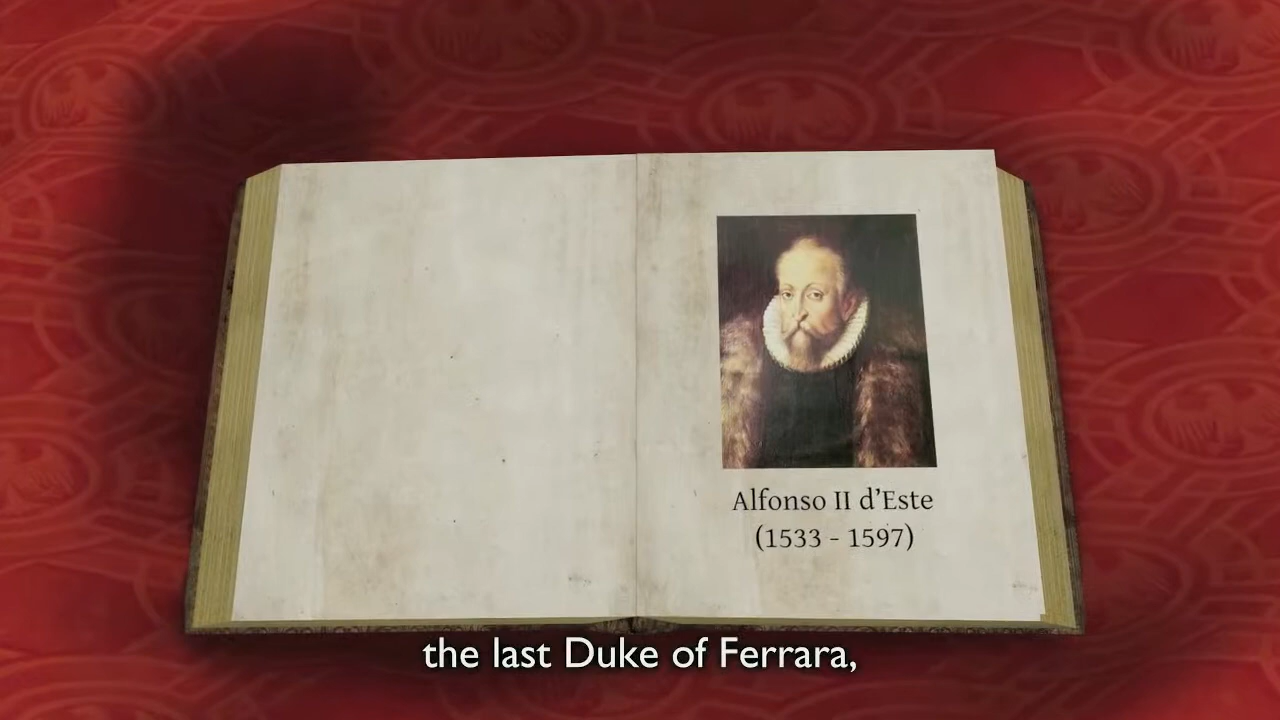 Alfonso II d’Este
(1533 - 1597)
the last Duke of Ferrara,